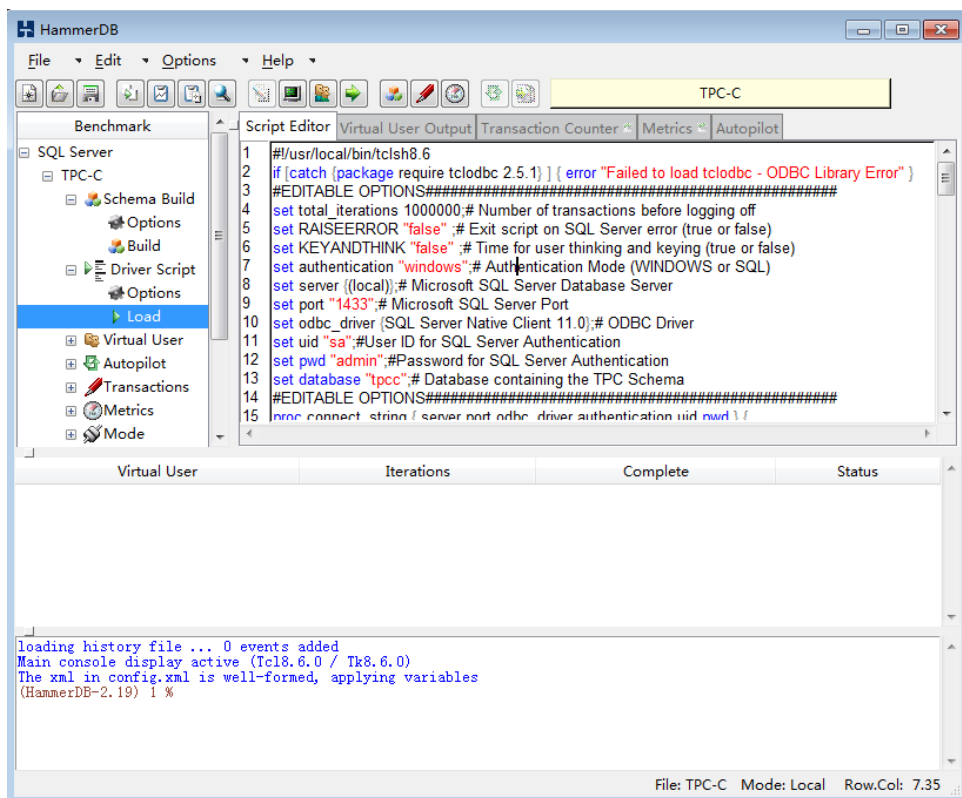 HammerDB
File Edit Options Help
TPC-C
Benchmark
SQL Server
TPC-C
Schema Build
Options
Build
Driver Script
Options
Load
Virtual User
Autopilot
Transactions
Metrics
Mode
Script Editor Virtual User Output Transaction Counter Metrics Autopilot
1 #!/usr/local/bin/tclsh8.6
2 if [catch {package require tclodbc 2.5.1} ] { error "Failed to load tclodbc - ODBC Library Error" }
3 #EDITABLE OPTIONS##################################################
4 set total_iterations 1000000;# Number of transactions before logging off
5 set RAISEERROR "false" ;# Exit script on SQL Server error (true or false)
6 set KEYANDTHINK "false" ;# Time for user thinking and keying (true or false)
7 set authentication "windows";# Authentication Mode (WINDOWS or SQL)
8 set server {(local)};# Microsoft SQL Server Database Server
9 set port "1433";# Microsoft SQL Server Port
10 set odbc_driver {SQL Server Native Client 11.0};# ODBC Driver
11 set uid "sa";#User ID for SQL Server Authentication
12 set pwd "admin";#Password for SQL Server Authentication
13 set database "tpcc";# Database containing the TPC Schema
14 #EDITABLE OPTIONS##################################################
15 proc connect_string { server port odbc_driver authentication uid pwd } {
Virtual User Iterations Complete Status
loading history file ... 0 events added
Main console display active (Tcl8.6.0 / Tk8.6.0)
The xml in config.xml is well-formed, applying variables
(HammerDB-2.19) 1 %
File: TPC-C Mode: Local Row.Col: 7.35